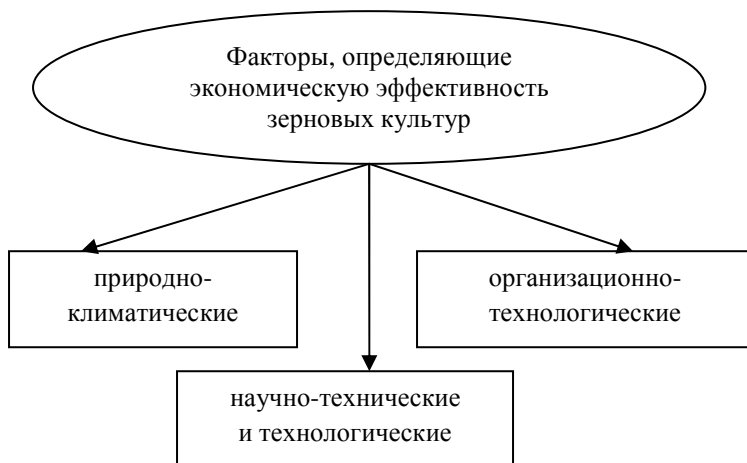 Факторы, определяющие
экономическую эффективность
зерновых культур
природно-
климатические
организационно-
технологические
научно-технические
и технологические